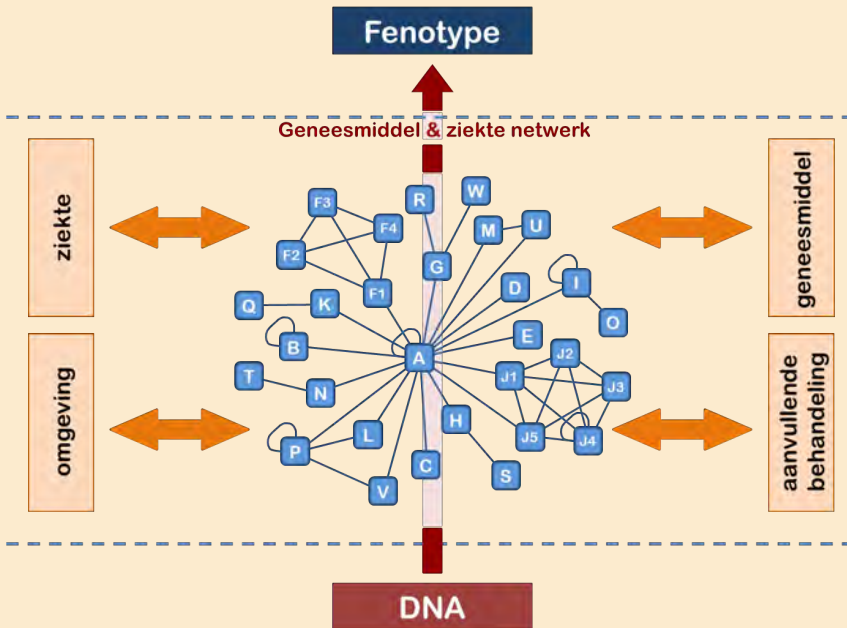 Fenotype
Geneesmiddel & ziekte netwerk
ziekte
omgeving
geneesmiddel
aanvullende
behandeling
R
W
F3
F4
M
U
F2
G
F1
D
I
Q
K
O
B
A
E
J2
T
N
J1
J3
L
H
J5
J4
P
C
V
S
DNA